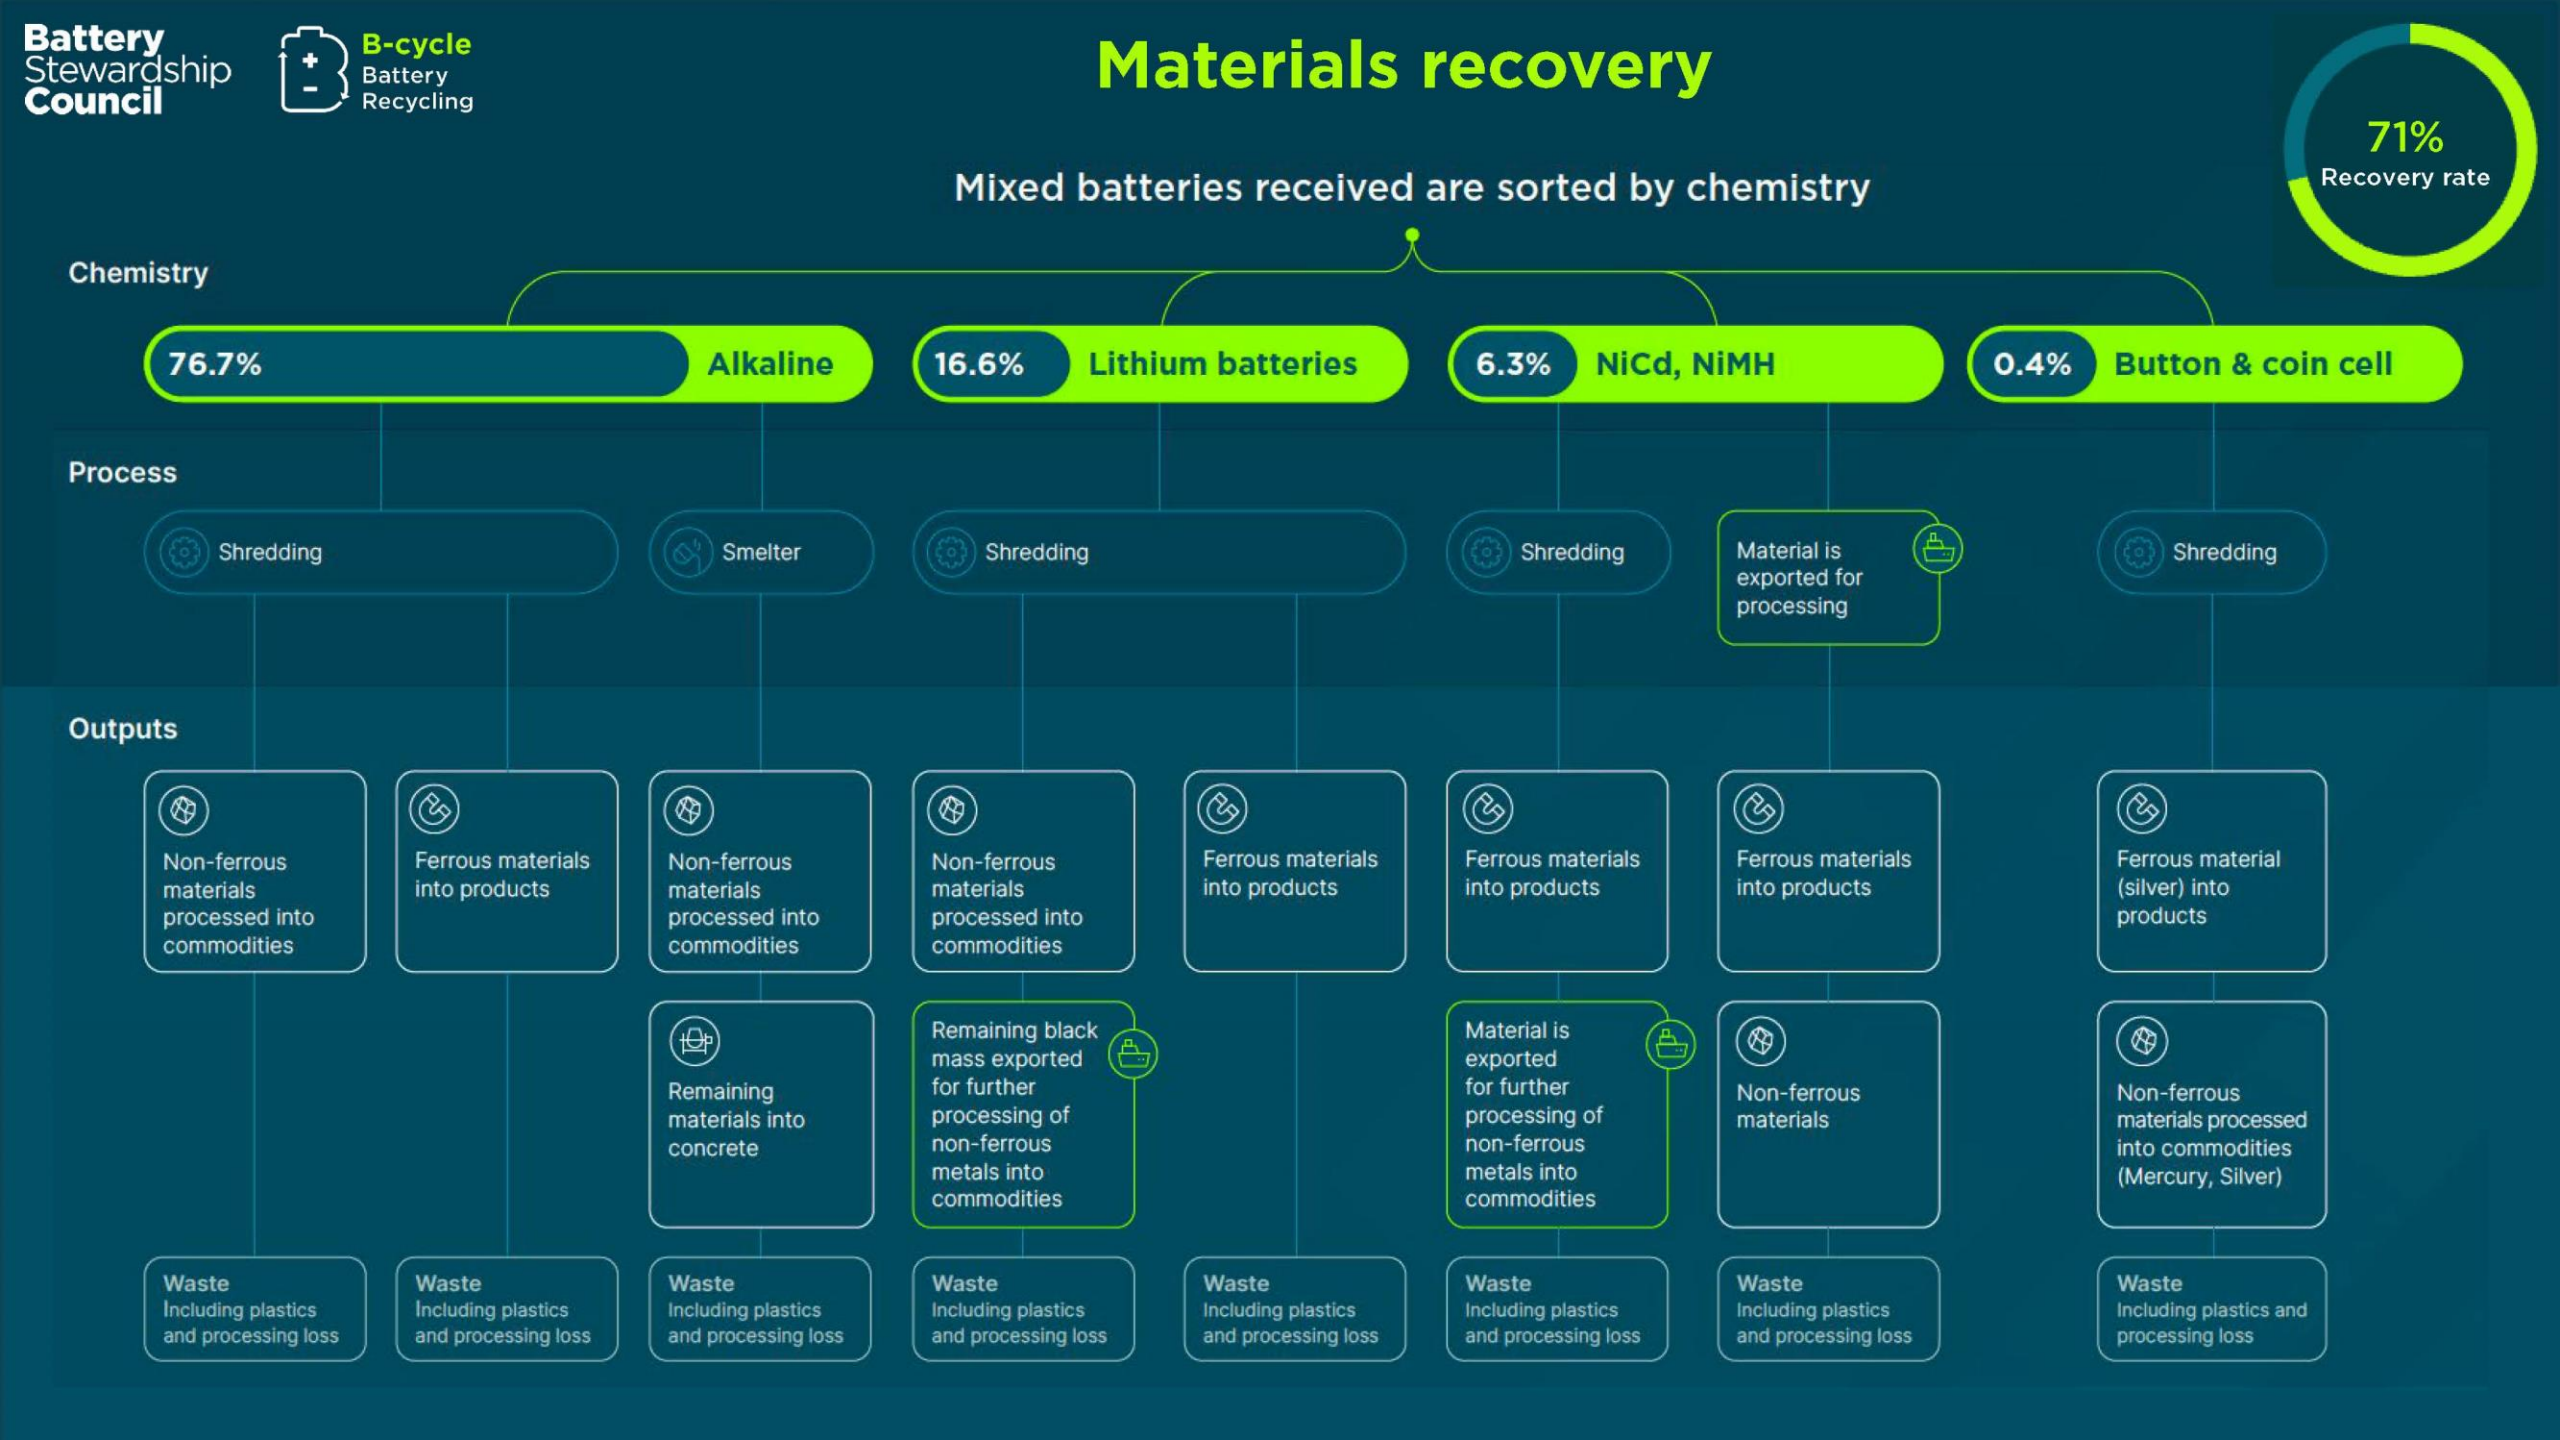 Battery
Stewardship
Council
B-cycle
Battery
Recycling
Materials recovery
71%
Recovery rate
Mixed batteries received are sorted by chemistry
Chemistry
76.7%
Alkaline
16.6%
Lithium batteries
6.3%
NiCd, NiMH
0.4%
Button & coin cell
Process
Shredding
Smelter
Shredding
Shredding
Material is
exported for
processing
Shredding
Outputs
Non-ferrous
materials
processed into
commodities
Ferrous materials
into products
Non-ferrous
materials
processed into
commodities
Non-ferrous
materials
processed into
commodities
Ferrous materials
into products
Ferrous materials
into products
Ferrous materials
into products
Ferrous material
(silver) into
products
Remaining
materials into
concrete
Remaining black
mass exported
for further
processing of
non-ferrous
metals into
commodities
Material is
exported
for further
processing of
non-ferrous
metals into
commodities
Non-ferrous
materials
Non-ferrous
materials processed
into commodities
(Mercury, Silver)
Waste
Including plastics
and processing loss
Waste
Including plastics
and processing loss
Waste
Including plastics
and processing loss
Waste
Including plastics
and processing loss
Waste
Including plastics
and processing loss
Waste
Including plastics
and processing loss
Waste
Including plastics
and processing loss
Waste
Including plastics and
processing loss